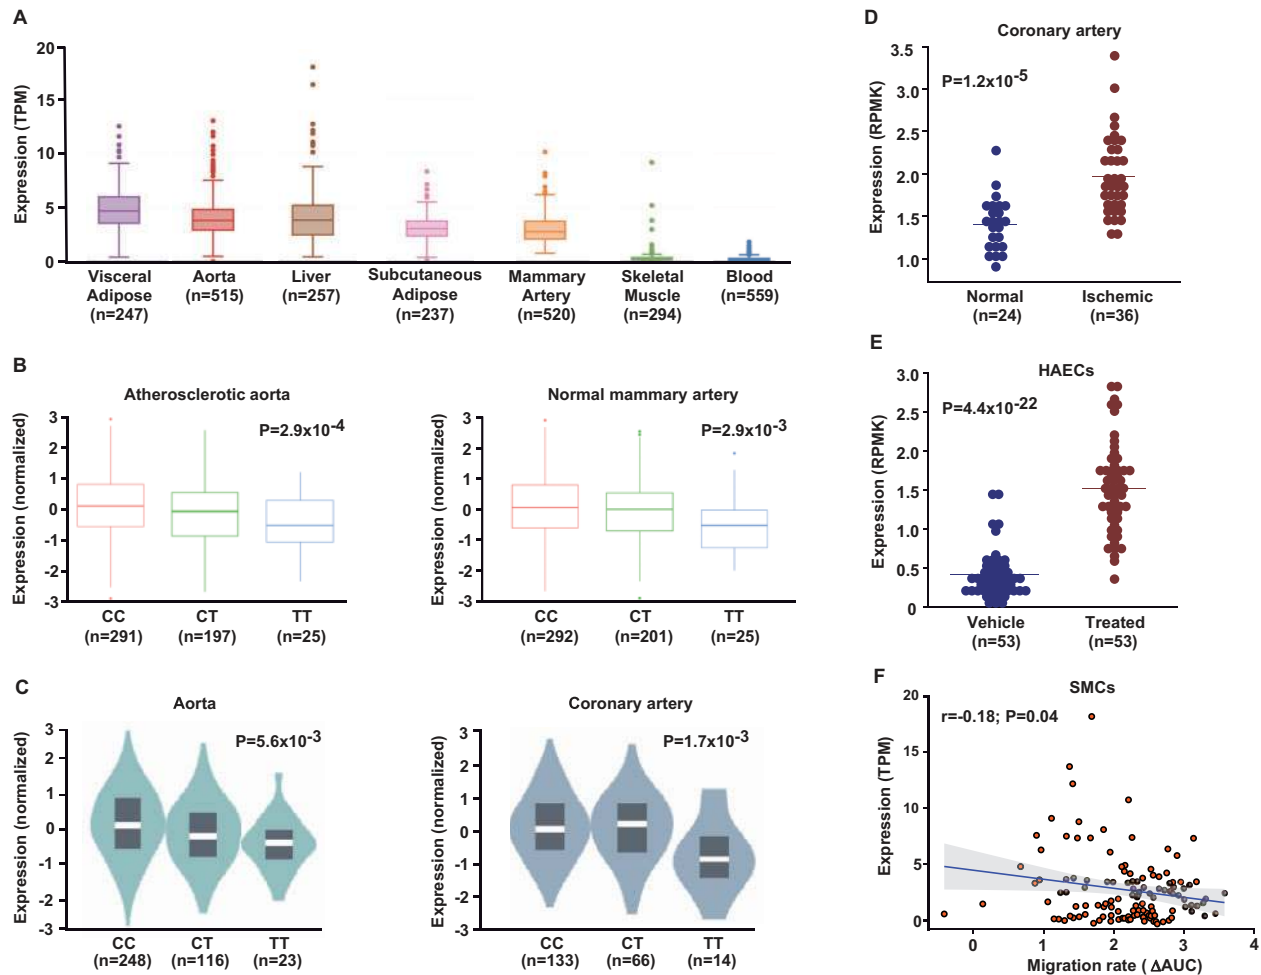 A
Expression (TPM)
20
15
10
5
0
Visceral
Adipose
(n=247)
Aorta
(n=515)
Liver
(n=257)
Subcutaneous
Adipose
(n=237)
Mammary
Artery
(n=520)
Skeletal
Muscle
(n=294)
Blood
(n=559)
B
Atherosclerotic aorta
P=2.9x10-4
Expression (normalized)
3
2
1
0
-1
-2
-3
CC
(n=291)
CT
(n=197)
TT
(n=25)
Normal mammary artery
P=2.9x10-3
Expression (normalized)
3
2
1
0
-1
-2
-3
CC
(n=292)
CT
(n=201)
TT
(n=25)
C
Aorta
P=5.6x10-3
Expression (normalized)
3
2
1
0
-1
-2
-3
CC
(n=248)
CT
(n=116)
TT
(n=23)
Coronary artery
P=1.7x10-3
Expression (normalized)
3
2
1
0
-1
-2
-3
CC
(n=133)
CT
(n=66)
TT
(n=14)
D
Coronary artery
P=1.2x10-5
Expression (RPMK)
3.5
3.0
2.5
2.0
1.5
1.0
Normal
(n=24)
Ischemic
(n=36)
E
HAECs
P=4.4x10-22
Expression (RPMK)
3.0
2.5
2.0
1.5
1.0
0.5
0
Vehicle
(n=53)
Treated
(n=53)
F
SMCs
r=-0.18; P=0.04
Expression (TPM)
20
15
10
5
0
0
1
2
3
4
Migration rate ( ΔAUC)